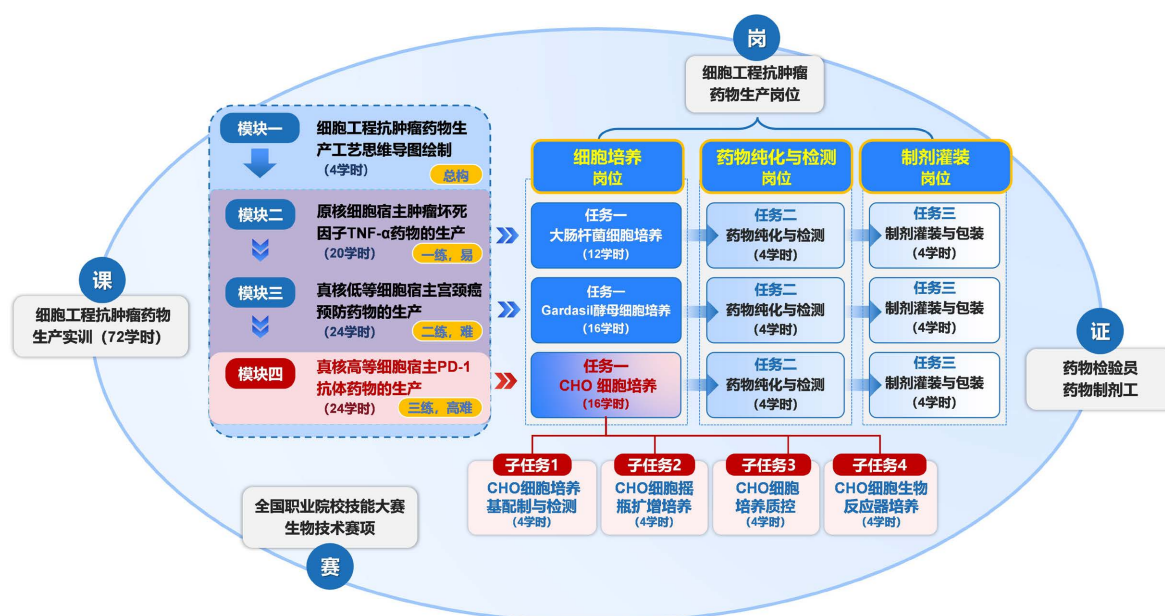 岗
细胞工程抗肿瘤
药物生产岗位
课
细胞工程抗肿瘤药物
生产实训（72学时）
模块一
细胞工程抗肿瘤药物生
产工艺思维导图绘制
(4学时)
总构
模块二
原核细胞宿主肿瘤坏死
因子TNF-α药物的生产
(20学时)
一练，易
模块三
真核低等细胞宿主宫颈癌
预防药物的生产
(24学时)
二练，难
模块四
真核高等细胞宿主PD-1
抗体药物的生产
(24学时)
三练，高难
细胞培养
岗位
药物纯化与检测
岗位
制剂灌装
岗位
任务一
大肠杆菌细胞培养
(12学时)
任务二
药物纯化与检测
(4学时)
任务三
制剂灌装与包装
(4学时)
任务一
Gardasil酵母细胞培养
(16学时)
任务二
药物纯化与检测
(4学时)
任务三
制剂灌装与包装
(4学时)
任务一
CHO 细胞培养
(16学时)
任务二
药物纯化与检测
(4学时)
任务三
制剂灌装与包装
(4学时)
子任务1
CHO细胞培养
基配制与检测
(4学时)
子任务2
CHO细胞摇
瓶扩增培养
(4学时)
子任务3
CHO细胞
培养质控
(4学时)
子任务4
CHO细胞生物
反应器培养
(4学时)
证
药物检验员
药物制剂工
全国职业院校技能大赛
生物技术赛项
赛